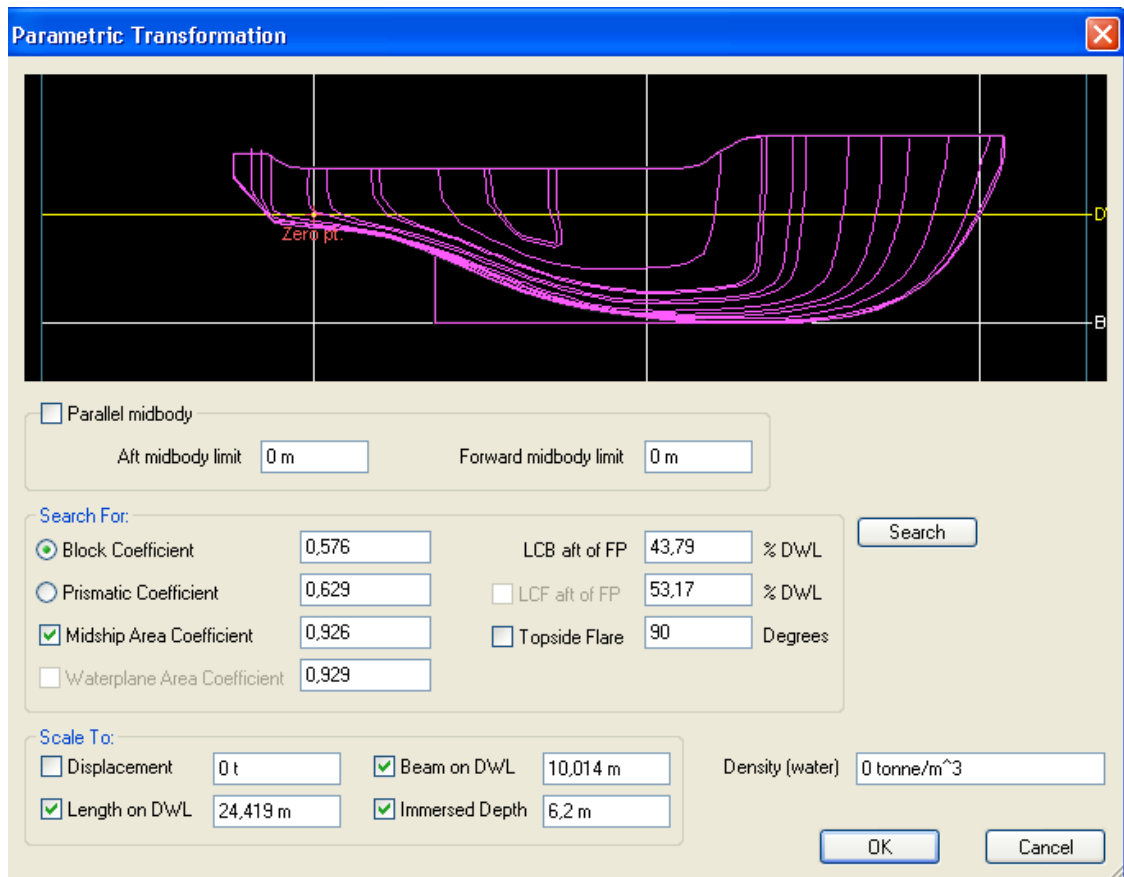 Parametric Transformation
Zero pt.
B
Parallel midbody
Aft midbody limit 0 m Forward midbody limit 0 m
Search For:
Block Coefficient 0,576 LCB aft of FP 43,79 % DWL
Search
Prismatic Coefficient 0,629 LCF aft of FP 53,17 % DWL
Midship Area Coefficient 0,926 Topside Flare 90 Degrees
Waterplane Area Coefficient 0,929
Scale To:
Displacement 0 t Beam on DWL 10,014 m Density (water) 0 tonne/m^3
Length on DWL 24,419 m Immersed Depth 6,2 m
OK Cancel